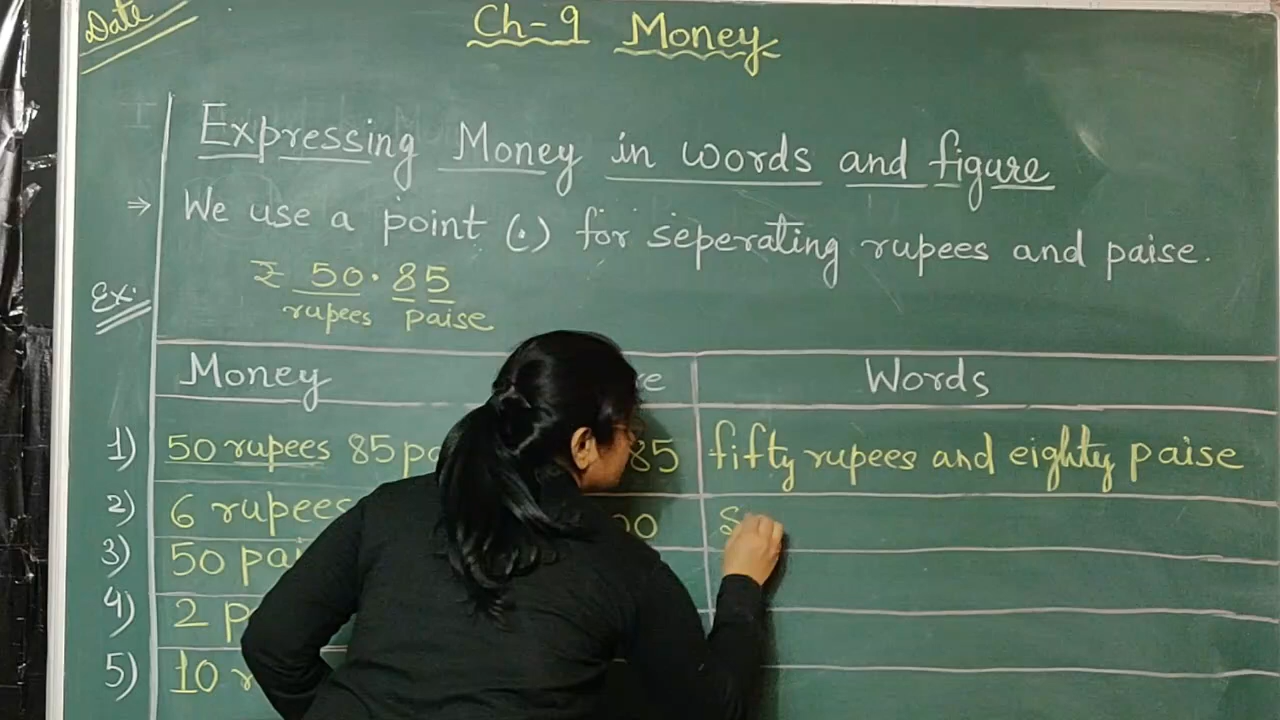 Date
Ch-9 Money
Expressing Money in words and figure
⇒ We use a point (.) for seperating rupees and paise.
Ex:
₹ 50.85
rupees paise
Money Words
1) 50 rupees 85 85 fifty rupees and eighty paise
2) 6 rupees
3) 50
4) 2
5) 10